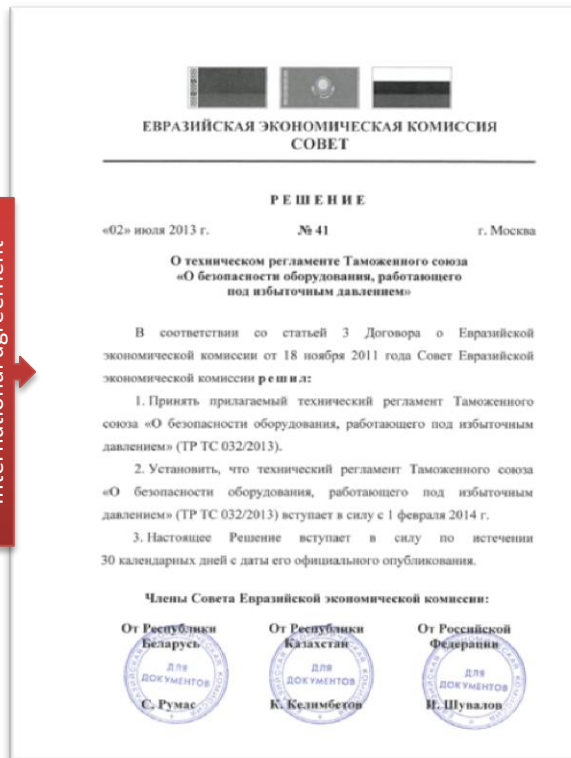 ЕВРАЗИЙСКАЯ ЭКОНОМИЧЕСКАЯ КОМИССИЯ
СОВЕТ
РЕШЕНИЕ
«02» июля 2013 г. № 41 г. Москва
О техническом регламенте Таможенного союза
«О безопасности оборудования, работающего
под избыточным давлением»
В соответствии со статьей 3 Договора о Евразийской
экономической комиссии от 18 ноября 2011 года Совет Евразийской
экономической комиссии решил:
1. Принять прилагаемый технический регламент Таможенного
союза «О безопасности оборудования, работающего под избыточным
давлением» (ТР ТС 032/2013).
2. Установить, что технический регламент Таможенного союза
«О безопасности оборудования, работающего под избыточным
давлением» (ТР ТС 032/2013) вступает в силу с 1 февраля 2014 г.
3. Настоящее Решение вступает в силу по истечении
30 календарных дней с даты его официального опубликования.
Члены Совета Евразийской экономической комиссии:
От Республики От Республики От Российской
Беларусь Казахстан Федерации
ДЛЯ ДОКУМЕНТОВ ДЛЯ ДОКУМЕНТОВ ДЛЯ ДОКУМЕНТОВ
С. Румас К. Келимбетов И. Шувалов
international agreement